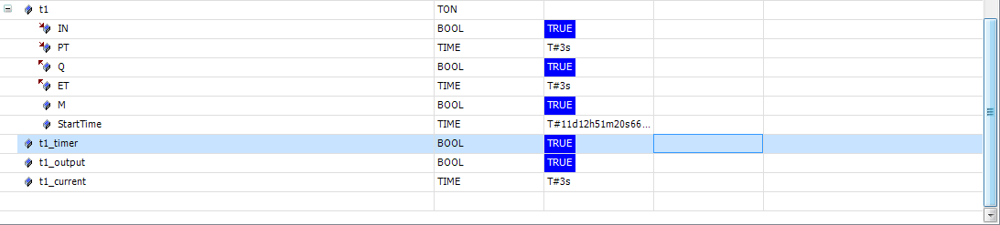 t1 TON
IN BOOL TRUE
PT TIME T#3s
Q BOOL TRUE
ET TIME T#3s
M BOOL TRUE
StartTime TIME T#11d12h51m20s66...
t1_timer BOOL TRUE
t1_output BOOL TRUE
t1_current TIME T#3s